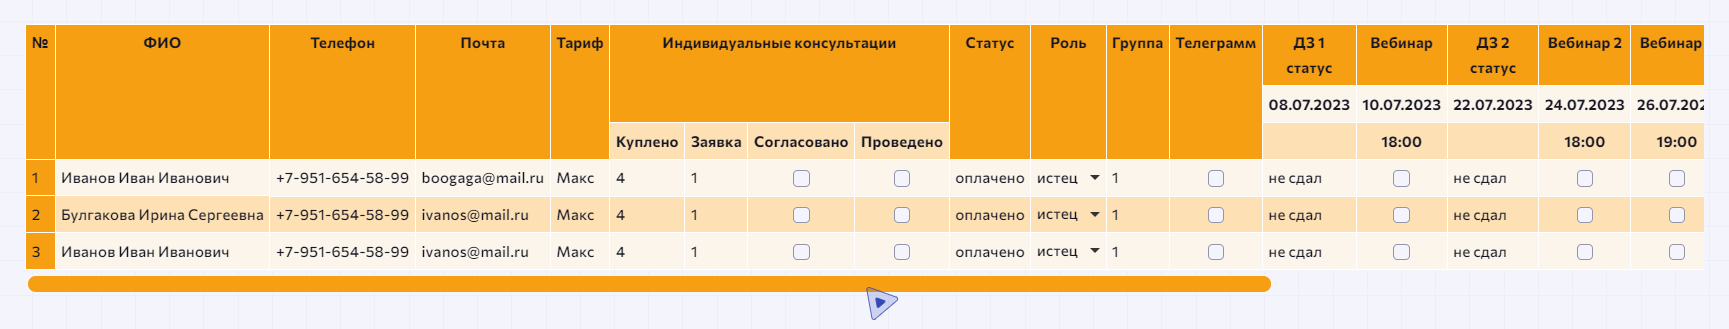 № ФИО Телефон Почта Тариф Индивидуальные консультации Статус Роль Группа Телеграмм ДЗ 1 Вебинар ДЗ 2 Вебинар 2 Вебинар
статус статус
08.07.2023 10.07.2023 22.07.2023 24.07.2023 26.07.202
Куплено Заявка Согласовано Проведено 18:00 18:00 19:00
1 Иванов Иван Иванович +7-951-654-58-99 boogaga@mail.ru Макс 4 1 оплачено истец 1 не сдал не сдал
2 Булгакова Ирина Сергеевна +7-951-654-58-99 ivanos@mail.ru Макс 4 1 оплачено истец 1 не сдал не сдал
3 Иванов Иван Иванович +7-951-654-58-99 ivanos@mail.ru Макс 4 1 оплачено истец 1 не сдал не сдал